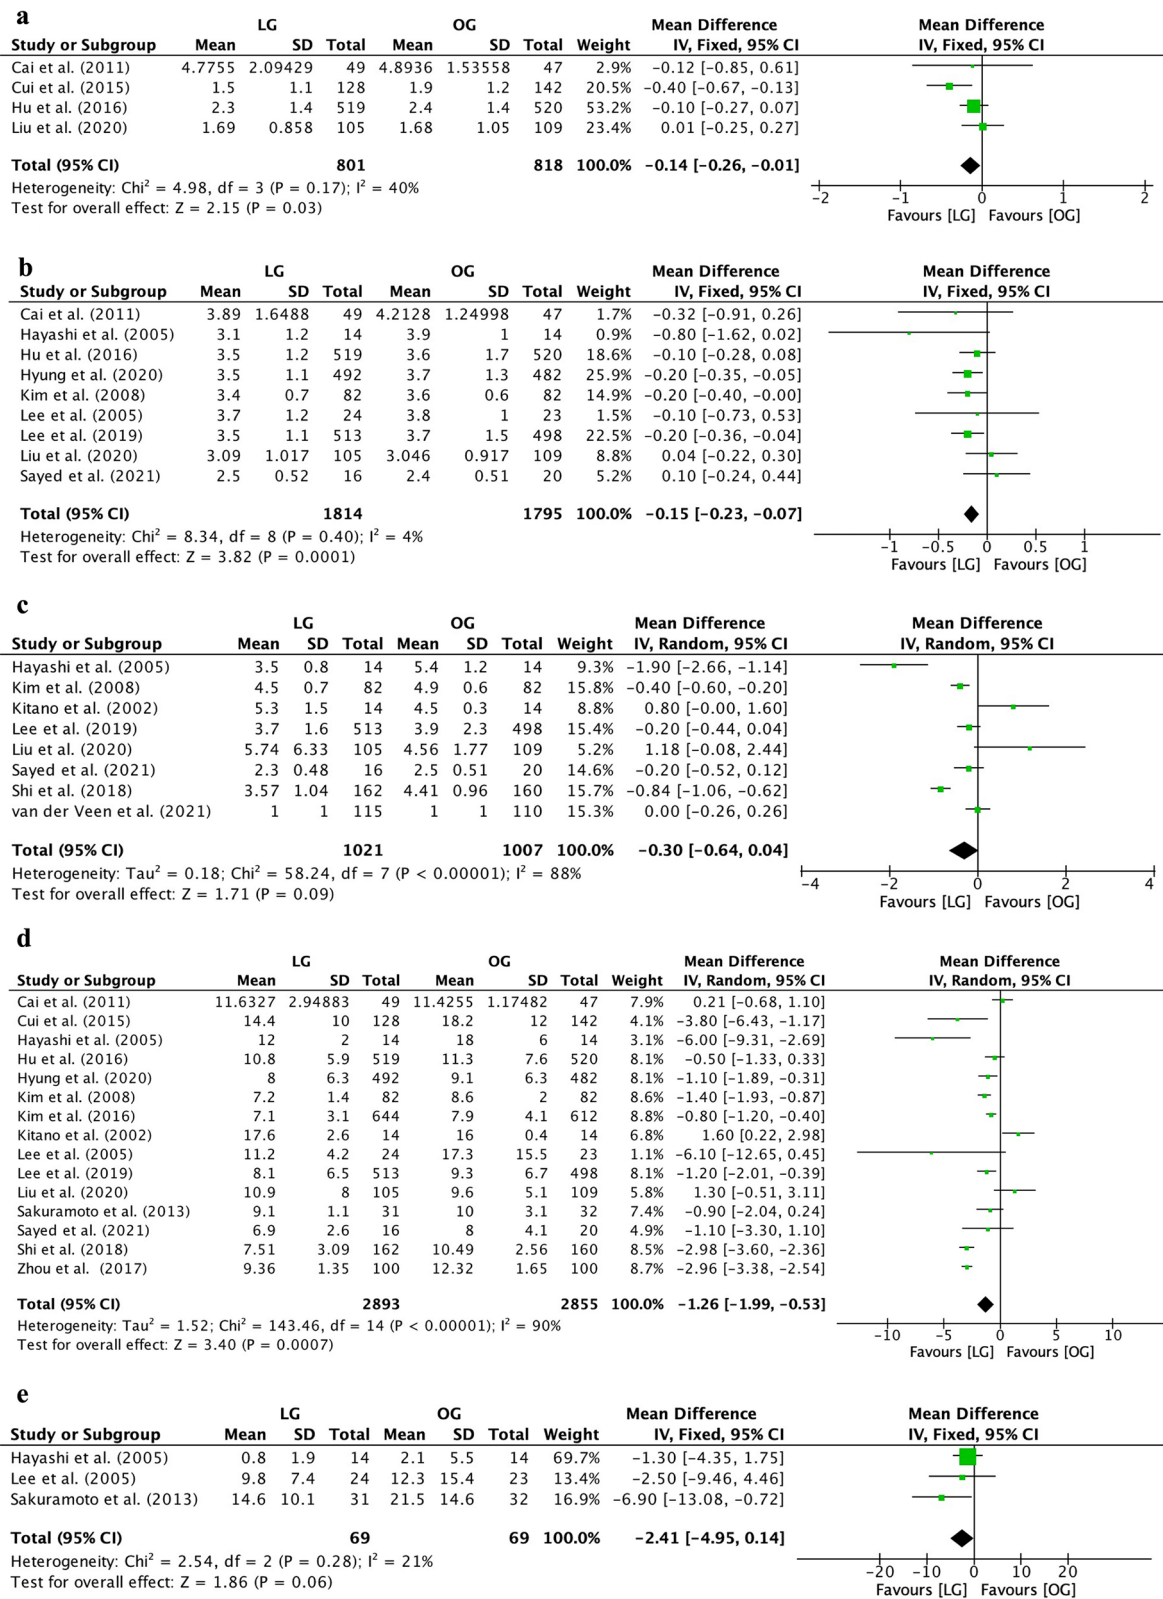 a
LG OG Mean Difference Mean Difference
Study or Subgroup Mean SD Total Mean SD Total Weight IV, Fixed, 95% CI IV, Fixed, 95% CI
Cai et al. (2011) 4.7755 2.09429 49 4.8936 1.53558 47 2.9% −0.12 [−0.85, 0.61]
Cui et al. (2015) 1.5 1.1 128 1.9 1.2 142 20.5% −0.40 [−0.67, −0.13]
Hu et al. (2016) 2.3 1.4 519 2.4 1.4 520 53.2% −0.10 [−0.27, 0.07]
Liu et al. (2020) 1.69 0.858 105 1.68 1.05 109 23.4% 0.01 [−0.25, 0.27]
Total (95% CI) 801 818 100.0% −0.14 [−0.26, −0.01]
Heterogeneity: Chi² = 4.98, df = 3 (P = 0.17); I² = 40%
Test for overall effect: Z = 2.15 (P = 0.03)
−2 −1 0 1 2
Favours [LG] Favours [OG]
b
LG OG Mean Difference Mean Difference
Study or Subgroup Mean SD Total Mean SD Total Weight IV, Fixed, 95% CI IV, Fixed, 95% CI
Cai et al. (2011) 3.89 1.6488 49 4.2128 1.24998 47 1.7% −0.32 [−0.91, 0.26]
Hayashi et al. (2005) 3.1 1.2 14 3.9 1 14 0.9% −0.80 [−1.62, 0.02]
Hu et al. (2016) 3.5 1.2 519 3.6 1.7 520 18.6% −0.10 [−0.28, 0.08]
Hyung et al. (2020) 3.5 1.1 492 3.7 1.3 482 25.9% −0.20 [−0.35, −0.05]
Kim et al. (2008) 3.4 0.7 82 3.6 0.6 82 14.9% −0.20 [−0.40, −0.00]
Lee et al. (2005) 3.7 1.2 24 3.8 1 23 1.5% −0.10 [−0.73, 0.53]
Lee et al. (2019) 3.5 1.1 513 3.7 1.5 498 22.5% −0.20 [−0.36, −0.04]
Liu et al. (2020) 3.09 1.017 105 3.046 0.917 109 8.8% 0.04 [−0.22, 0.30]
Sayed et al. (2021) 2.5 0.52 16 2.4 0.51 20 5.2% 0.10 [−0.24, 0.44]
Total (95% CI) 1814 1795 100.0% −0.15 [−0.23, −0.07]
Heterogeneity: Chi² = 8.34, df = 8 (P = 0.40); I² = 4%
Test for overall effect: Z = 3.82 (P = 0.0001)
−1 −0.5 0 0.5 1
Favours [LG] Favours [OG]
c
LG OG Mean Difference Mean Difference
Study or Subgroup Mean SD Total Mean SD Total Weight IV, Random, 95% CI IV, Random, 95% CI
Hayashi et al. (2005) 3.5 0.8 14 5.4 1.2 14 9.3% −1.90 [−2.66, −1.14]
Kim et al. (2008) 4.5 0.7 82 4.9 0.6 82 15.8% −0.40 [−0.60, −0.20]
Kitano et al. (2002) 5.3 1.5 14 4.5 0.3 14 8.8% 0.80 [−0.00, 1.60]
Lee et al. (2019) 3.7 1.6 513 3.9 2.3 498 15.4% −0.20 [−0.44, 0.04]
Liu et al. (2020) 5.74 6.33 105 4.56 1.77 109 5.2% 1.18 [−0.08, 2.44]
Sayed et al. (2021) 2.3 0.48 16 2.5 0.51 20 14.6% −0.20 [−0.52, 0.12]
Shi et al. (2018) 3.57 1.04 162 4.41 0.96 160 15.7% −0.84 [−1.06, −0.62]
van der Veen et al. (2021) 1 1 115 1 1 110 15.3% 0.00 [−0.26, 0.26]
Total (95% CI) 1021 1007 100.0% −0.30 [−0.64, 0.04]
Heterogeneity: Tau² = 0.18; Chi² = 58.24, df = 7 (P < 0.00001); I² = 88%
Test for overall effect: Z = 1.71 (P = 0.09)
−4 −2 0 2 4
Favours [LG] Favours [OG]
d
LG OG Mean Difference Mean Difference
Study or Subgroup Mean SD Total Mean SD Total Weight IV, Random, 95% CI IV, Random, 95% CI
Cai et al. (2011) 11.6327 2.94883 49 11.4255 1.17482 47 7.9% 0.21 [−0.68, 1.10]
Cui et al. (2015) 14.4 10 128 18.2 12 142 4.1% −3.80 [−6.43, −1.17]
Hayashi et al. (2005) 12 2 14 18 6 14 3.1% −6.00 [−9.31, −2.69]
Hu et al. (2016) 10.8 5.9 519 11.3 7.6 520 8.1% −0.50 [−1.33, 0.33]
Hyung et al. (2020) 8 6.3 492 9.1 6.3 482 8.1% −1.10 [−1.89, −0.31]
Kim et al. (2008) 7.2 1.4 82 8.6 2 82 8.6% −1.40 [−1.93, −0.87]
Kim et al. (2016) 7.1 3.1 644 7.9 4.1 612 8.8% −0.80 [−1.20, −0.40]
Kitano et al. (2002) 17.6 2.6 14 16 0.4 14 6.8% 1.60 [0.22, 2.98]
Lee et al. (2005) 11.2 4.2 24 17.3 15.5 23 1.1% −6.10 [−12.65, 0.45]
Lee et al. (2019) 8.1 6.5 513 9.3 6.7 498 8.1% −1.20 [−2.01, −0.39]
Liu et al. (2020) 10.9 8 105 9.6 5.1 109 5.8% 1.30 [−0.51, 3.11]
Sakuramoto et al. (2013) 9.1 1.1 31 10 3.1 32 7.4% −0.90 [−2.04, 0.24]
Sayed et al. (2021) 6.9 2.6 16 8 4.1 20 4.9% −1.10 [−3.30, 1.10]
Shi et al. (2018) 7.51 3.09 162 10.49 2.56 160 8.5% −2.98 [−3.60, −2.36]
Zhou et al. (2017) 9.36 1.35 100 12.32 1.65 100 8.7% −2.96 [−3.38, −2.54]
Total (95% CI) 2893 2855 100.0% −1.26 [−1.99, −0.53]
Heterogeneity: Tau² = 1.52; Chi² = 143.46, df = 14 (P < 0.00001); I² = 90%
Test for overall effect: Z = 3.40 (P = 0.0007)
−10 −5 0 5 10
Favours [LG] Favours [OG]
e
LG OG Mean Difference Mean Difference
Study or Subgroup Mean SD Total Mean SD Total Weight IV, Fixed, 95% CI IV, Fixed, 95% CI
Hayashi et al. (2005) 0.8 1.9 14 2.1 5.5 14 69.7% −1.30 [−4.35, 1.75]
Lee et al. (2005) 9.8 7.4 24 12.3 15.4 23 13.4% −2.50 [−9.46, 4.46]
Sakuramoto et al. (2013) 14.6 10.1 31 21.5 14.6 32 16.9% −6.90 [−13.08, −0.72]
Total (95% CI) 69 69 100.0% −2.41 [−4.95, 0.14]
Heterogeneity: Chi² = 2.54, df = 2 (P = 0.28); I² = 21%
Test for overall effect: Z = 1.86 (P = 0.06)
−20 −10 0 10 20
Favours [LG] Favours [OG]